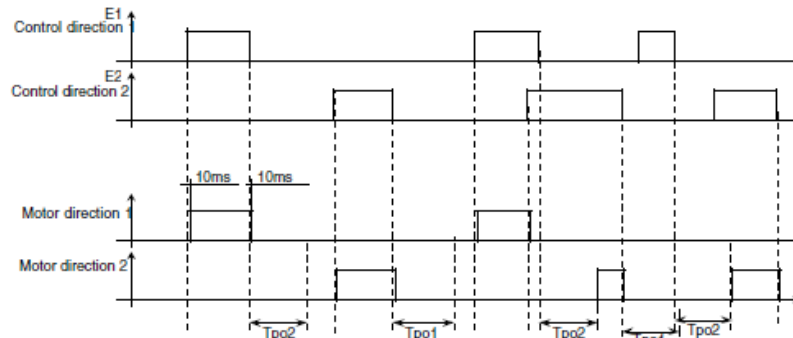 E1
Control direction 1
E2
Control direction 2
10ms 10ms
Motor direction 1
Motor direction 2
Tpo2 Tpo1 Tpo2 Tpo1 Tpo2